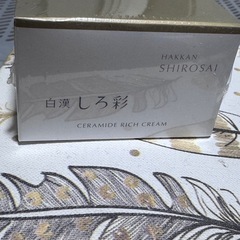 HAKKAN
SHIROSAI
白漢しろ彩
CERAMIDE RICH CREAM